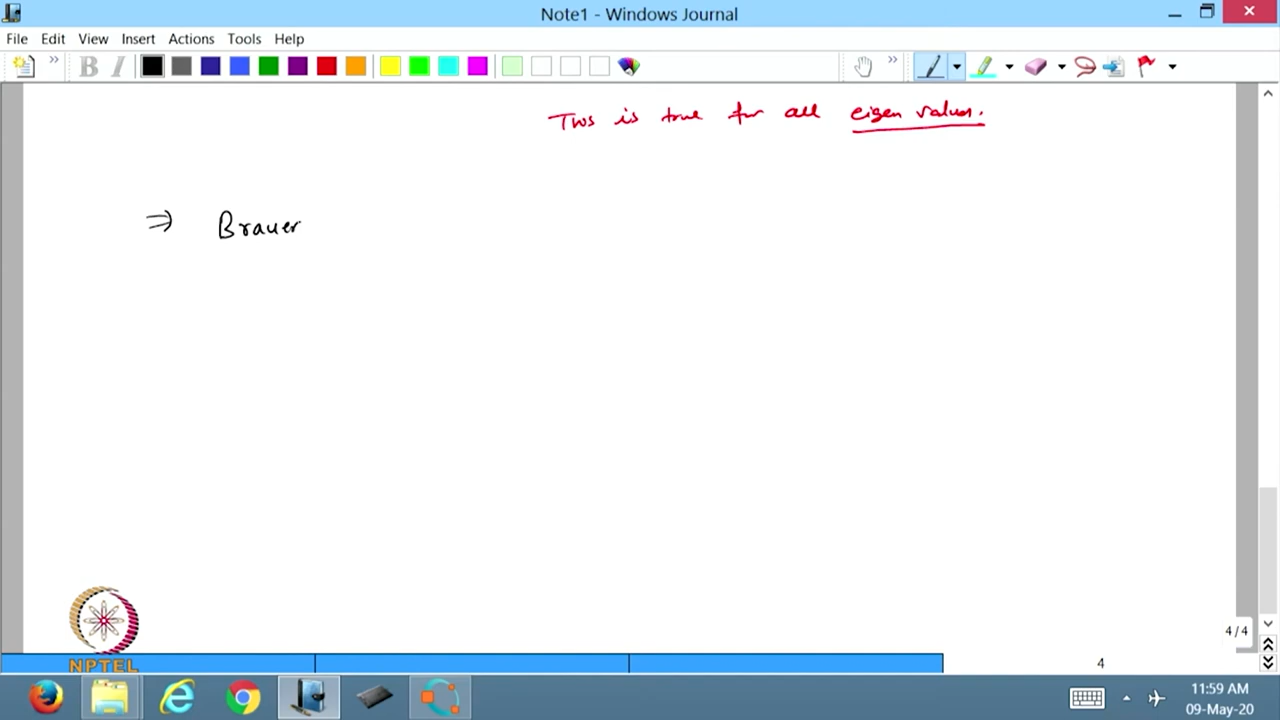 Note1 - Windows Journal
File Edit View Insert Actions Tools Help
B I
This is true for all eigen values.
⇒ Brauer
4 / 4
NPTEL
4
11:59 AM
09-May-20